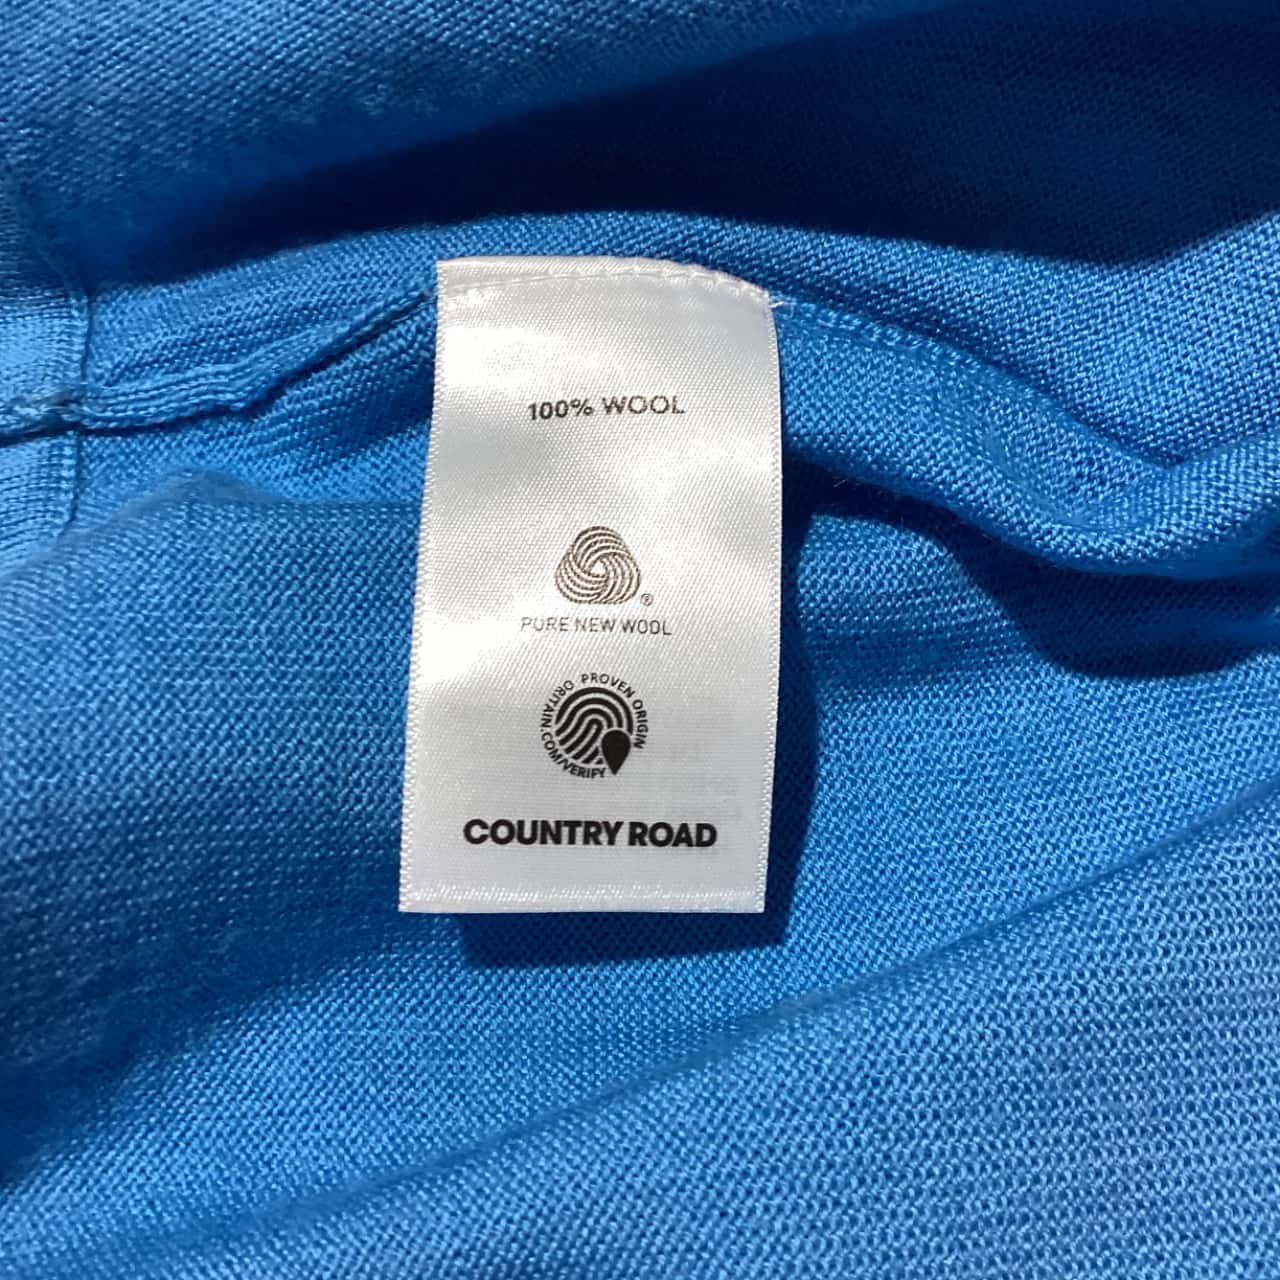 100% WOOL
®
PURE NEW WOOL
PROVEN ORIGIN
ORITAIN.COM/VERIFY
COUNTRY ROAD